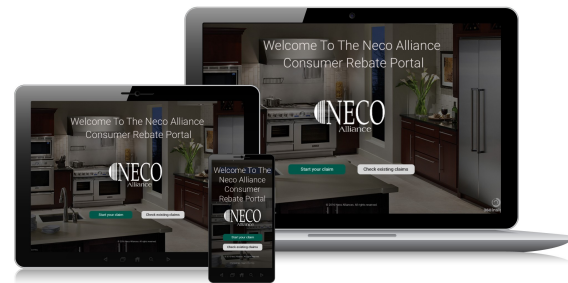 Welcome To The Neco Alliance
Consumer Rebate Portal
NECO
Alliance
Start your claim
Check existing claims
Welcome To The Neco Alliance
Consumer Rebate Portal
NECO
Alliance
Start your claim
Check existing claims
Welcome To The
Neco Alliance
Consumer
Rebate Portal
NECO
Alliance
Start your claim
Check existing claims